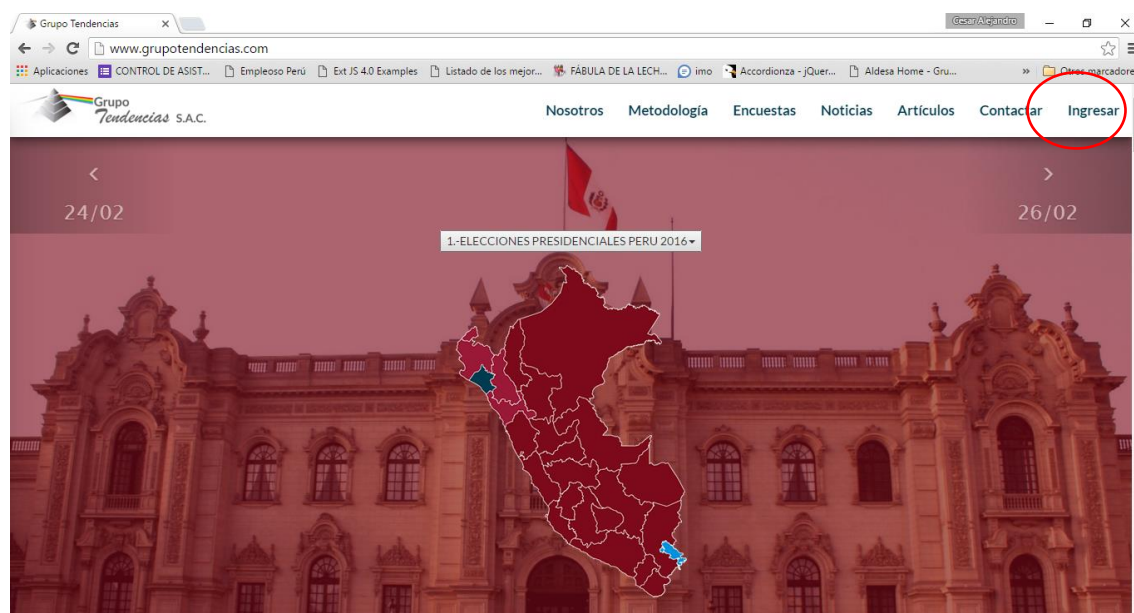 Grupo Tendencias
Cesar Alejandro
www.grupotendencias.com
Aplicaciones CONTROL DE ASIST... Empleoso Perú Ext JS 4.0 Examples Listado de los mejor... FÁBULA DE LA LECH... imo Accordionza - jQuer... Aldesa Home - Gru... » Otros marcadore
Grupo
Tendencias S.A.C.
Nosotros Metodología Encuestas Noticias Artículos Contactar Ingresar
24/02
26/02
1.-ELECCIONES PRESIDENCIALES PERU 2016